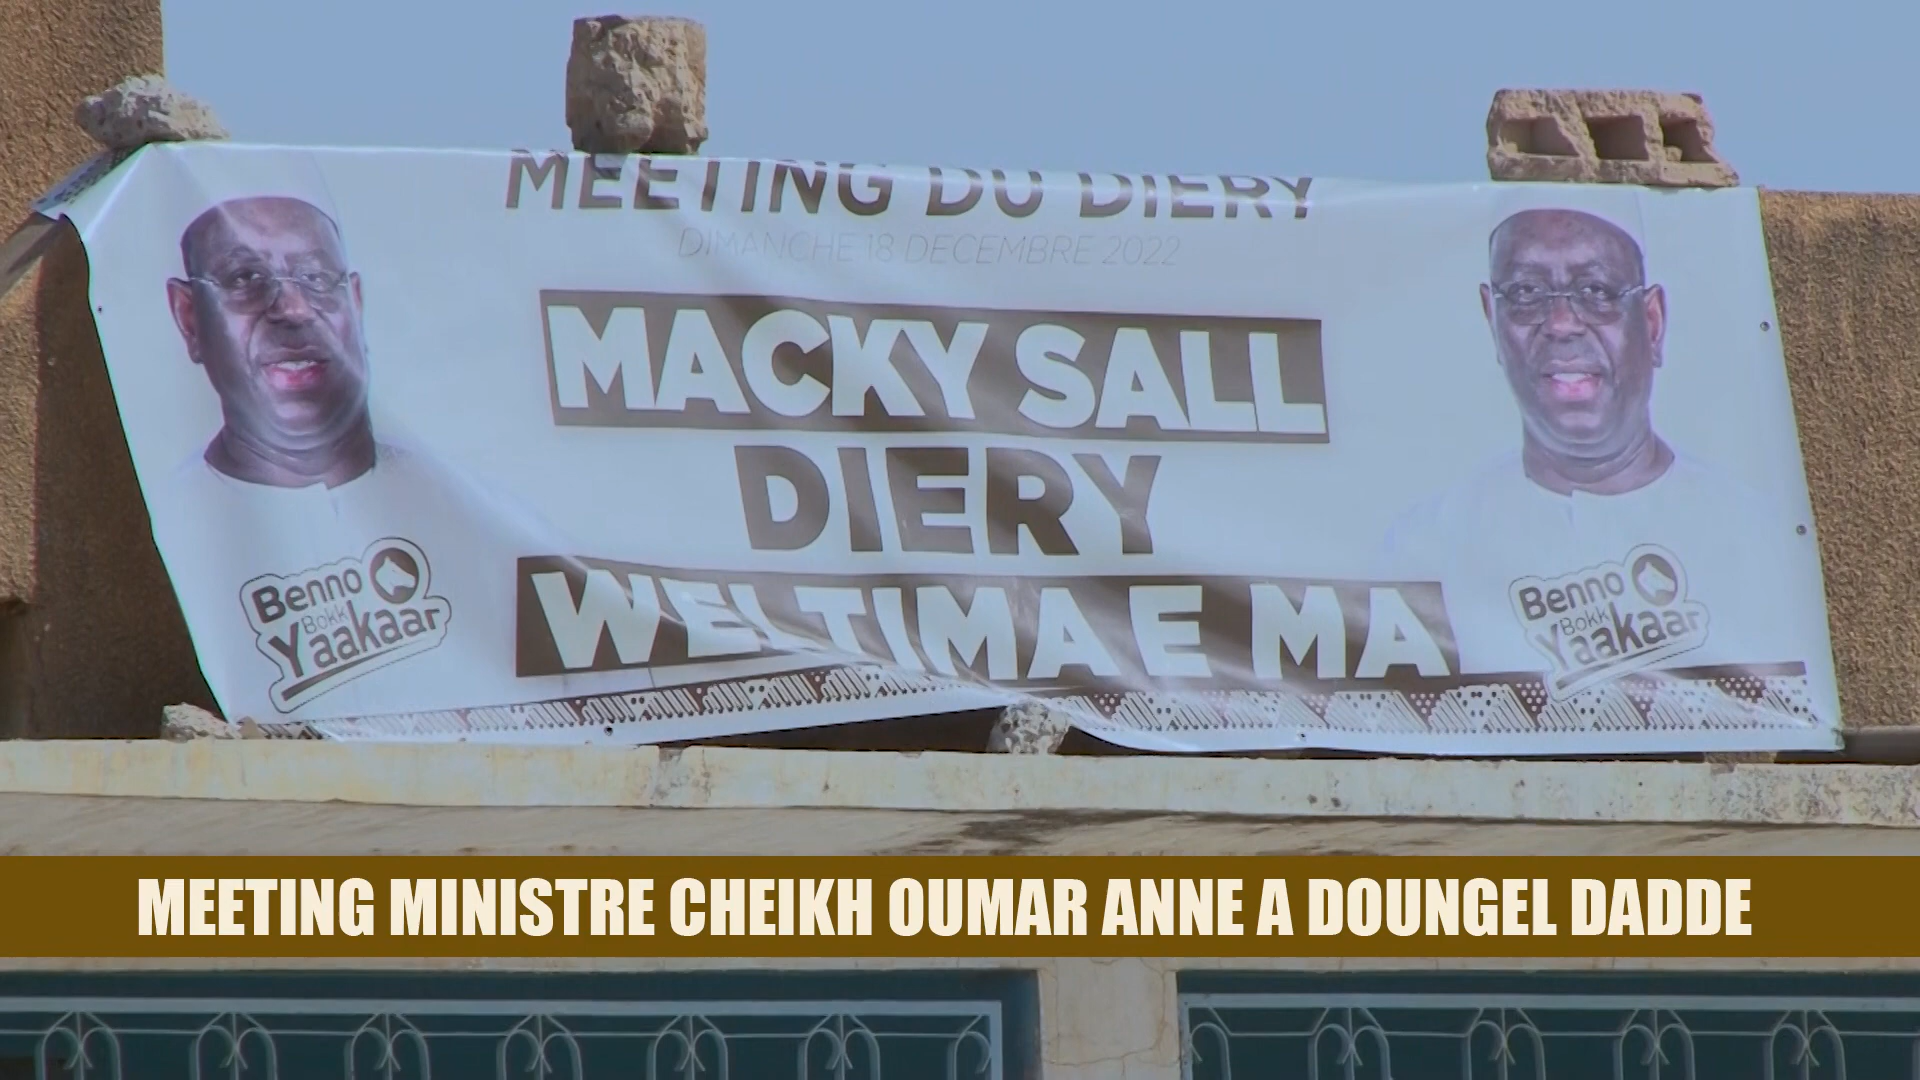 MEETING DU DIERY
DIMANCHE 18 DECEMBRE 2022
MACKY SALL
DIERY
WELTIMA E MA
Benno
Bokk
Yaakaar
Benno
Bokk
Yaakaar
MEETING MINISTRE CHEIKH OUMAR ANNE A DOUNGEL DADDE